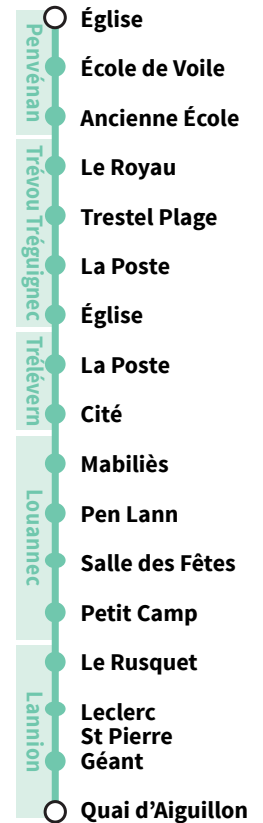 Penvénan
Église
École de Voile
Ancienne École
Trévou Tréguignec
Le Royau
Trestel Plage
La Poste
Église
Trélévern
La Poste
Cité
Louannec
Mabiliès
Pen Lann
Salle des Fêtes
Petit Camp
Lannion
Le Rusquet
Leclerc
St Pierre
Géant
Quai d’Aiguillon